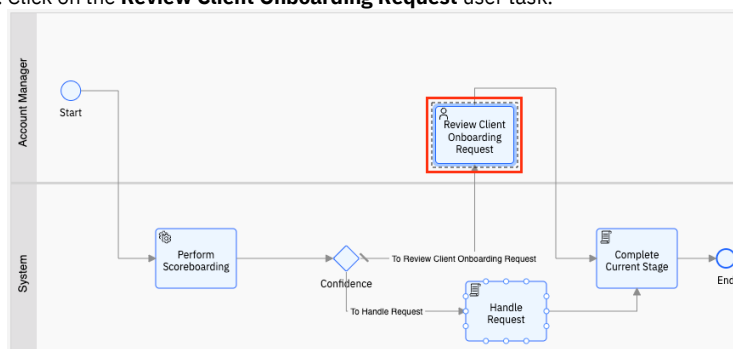 Click on the Review Client Onboarding Request user task.
Account Manager
Start
Review Client
Onboarding
Request
System
Perform
Scoreboarding
Confidence
To Review Client Onboarding Request
To Handle Request
Handle
Request
Complete
Current Stage
End